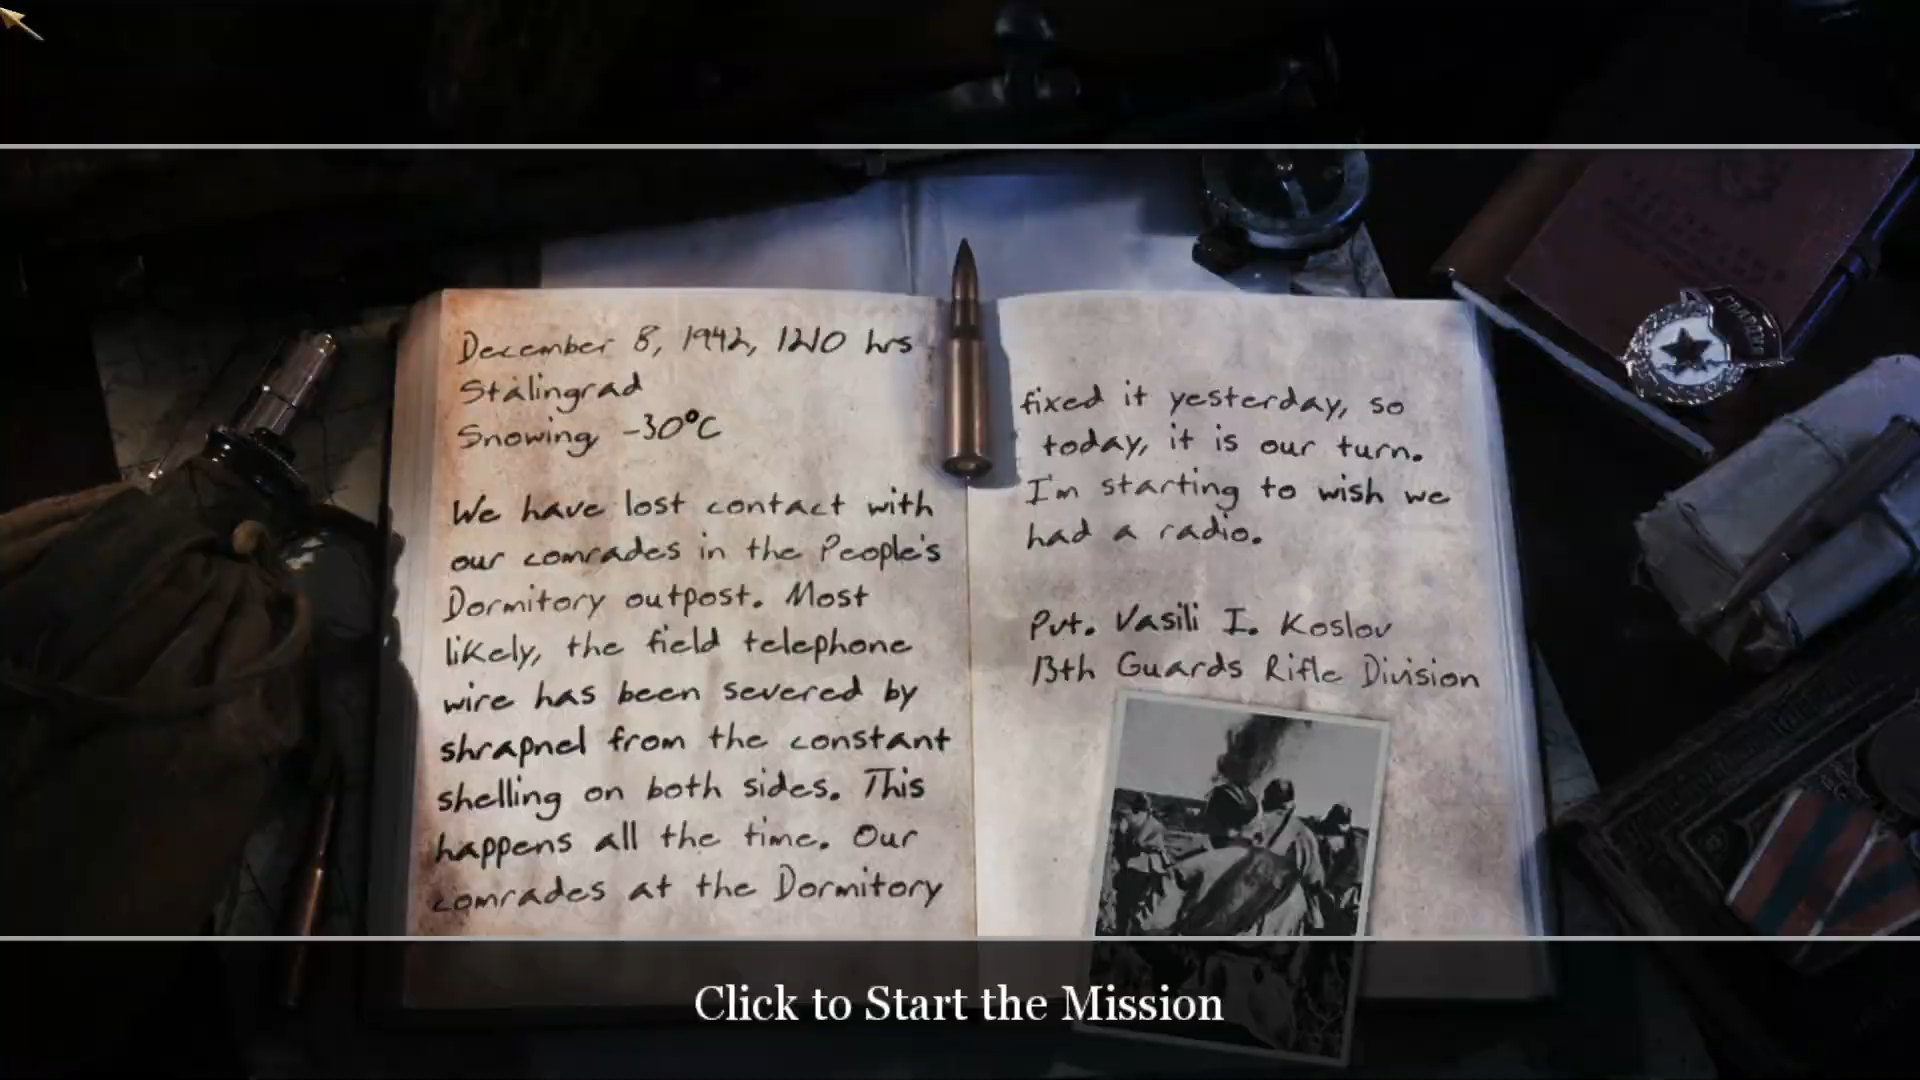 December 8, 1942, 1210 hrs
Stalingrad
Snowing -30°C
We have lost contact with
our comrades in the People's
Dormitory outpost. Most
likely, the field telephone
wire has been severed by
shrapnel from the constant
shelling on both sides. This
happens all the time. Our
comrades at the Dormitory
fixed it yesterday, so
today, it is our turn.
I'm starting to wish we
had a radio.
Pvt. Vasili I. Koslov
13th Guards Rifle Division
Click to Start the Mission